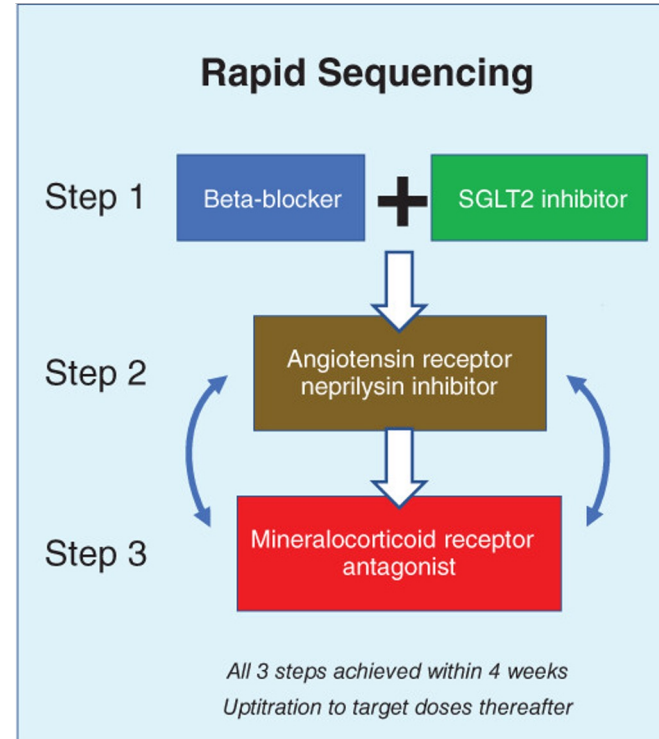 Rapid Sequencing
Step 1
Beta-blocker
+
SGLT2 inhibitor
Step 2
Angiotensin receptor
neprilysin inhibitor
Step 3
Mineralocorticoid receptor
antagonist
All 3 steps achieved within 4 weeks
Uptitration to target doses thereafter